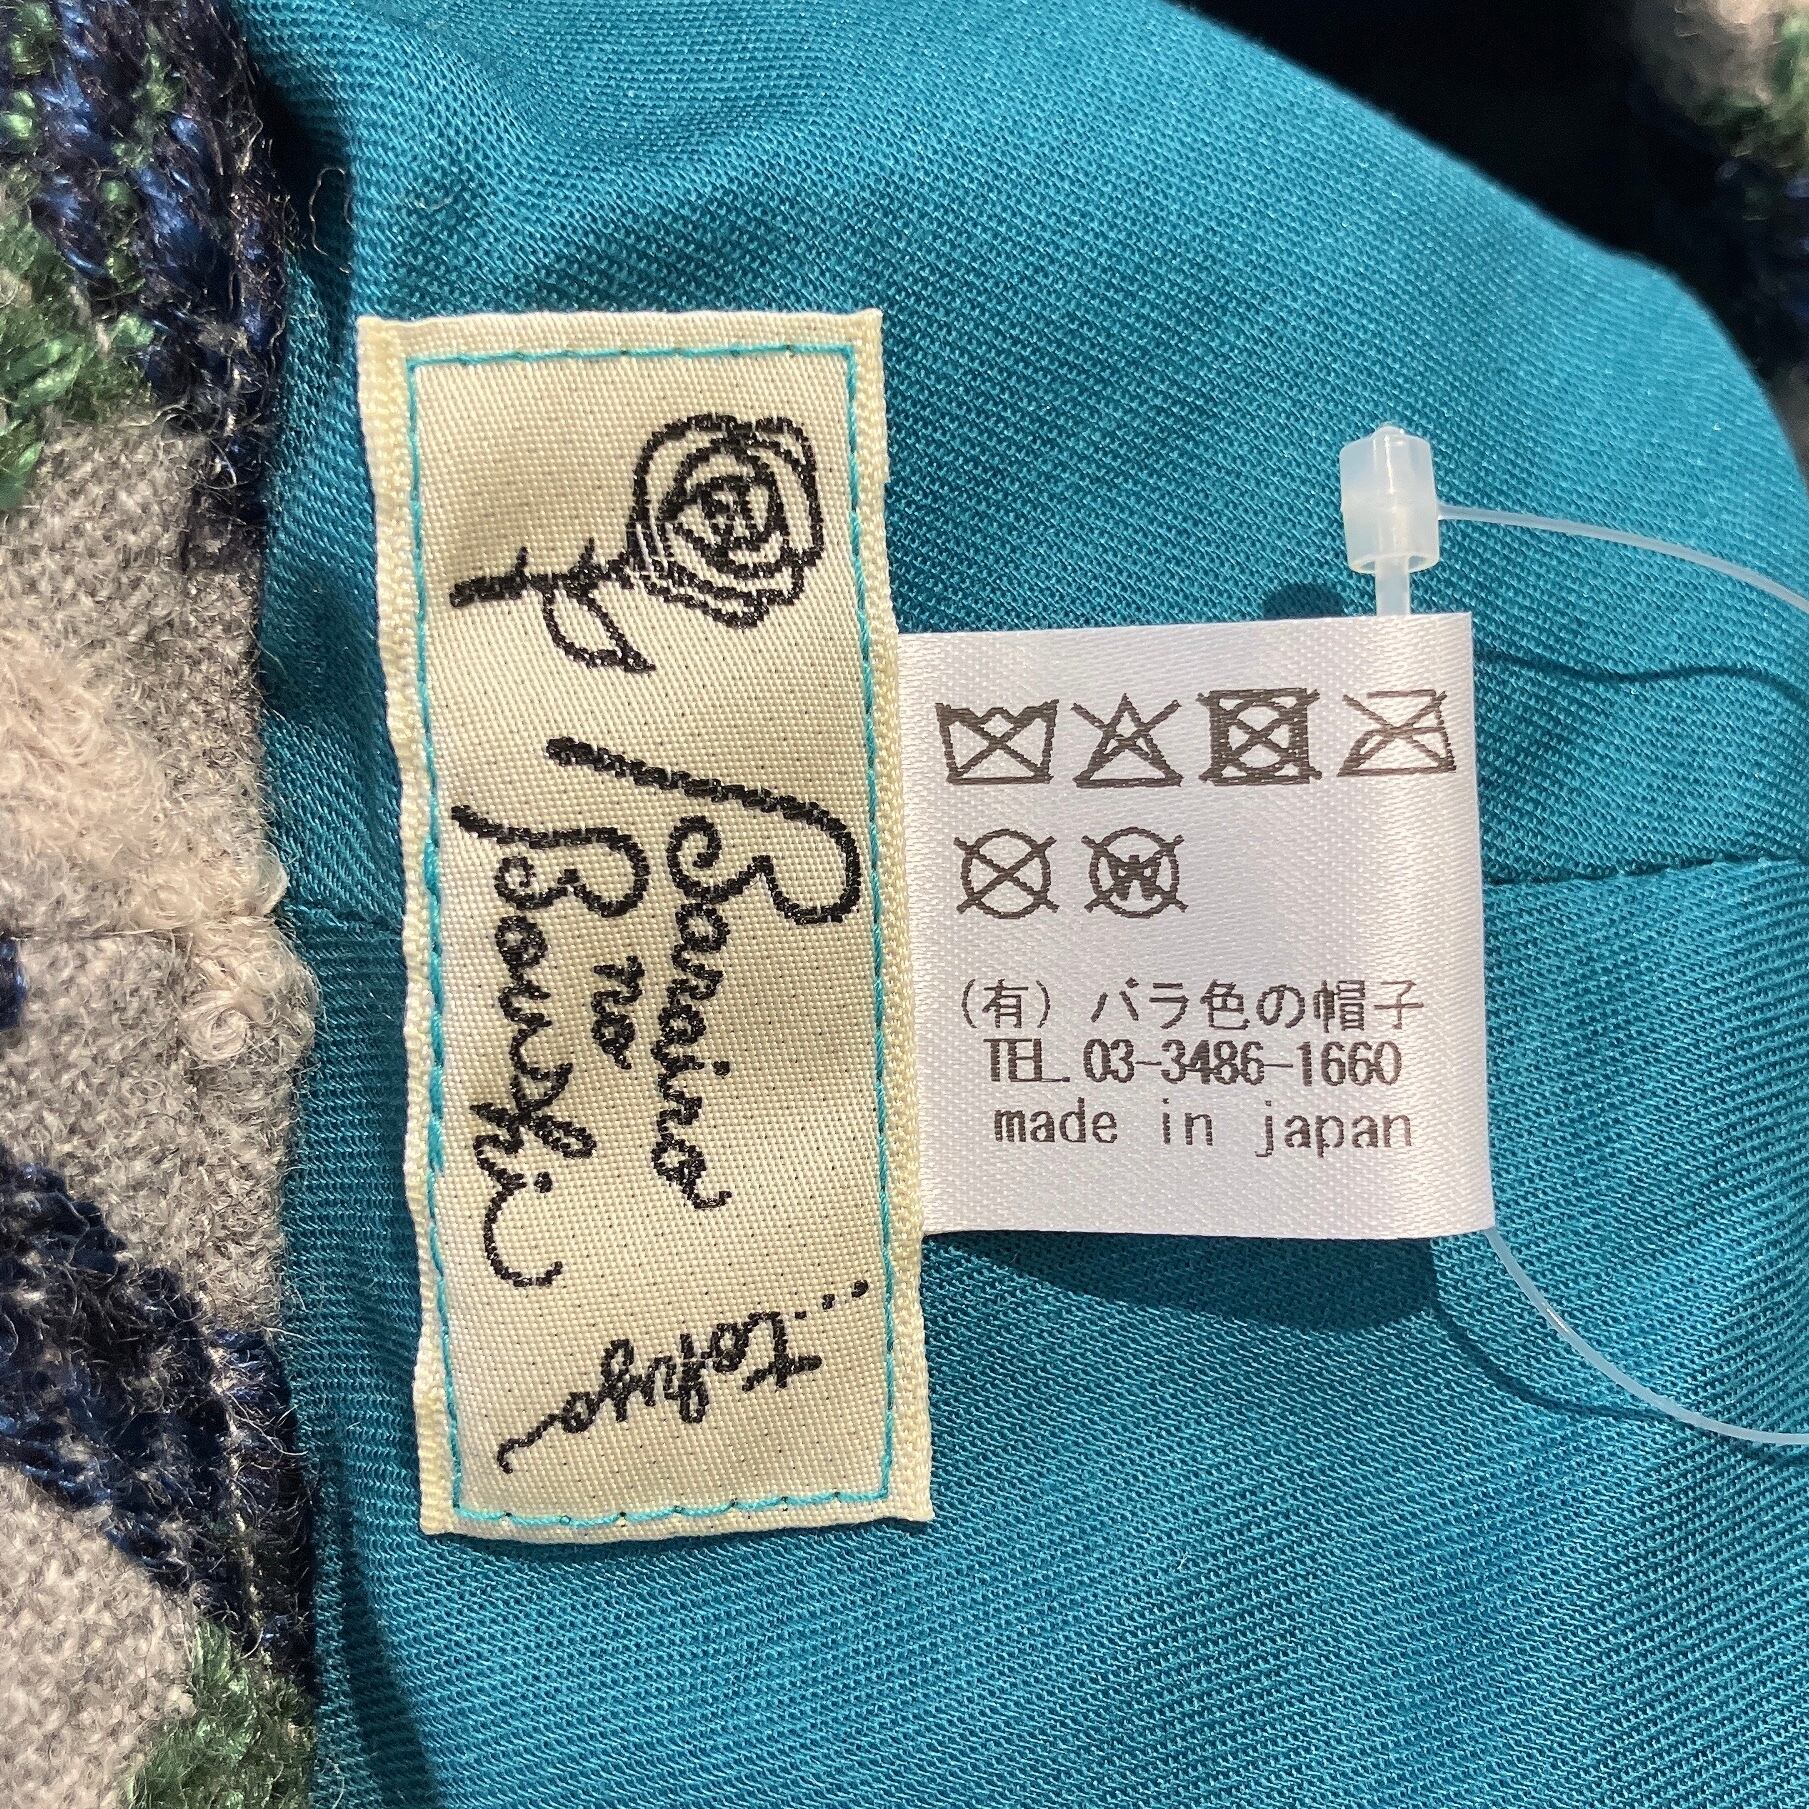 Barairo
no
Boushi
....tokyo
(有) バラ色の帽子
TEL. 03-3486-1660
made in japan